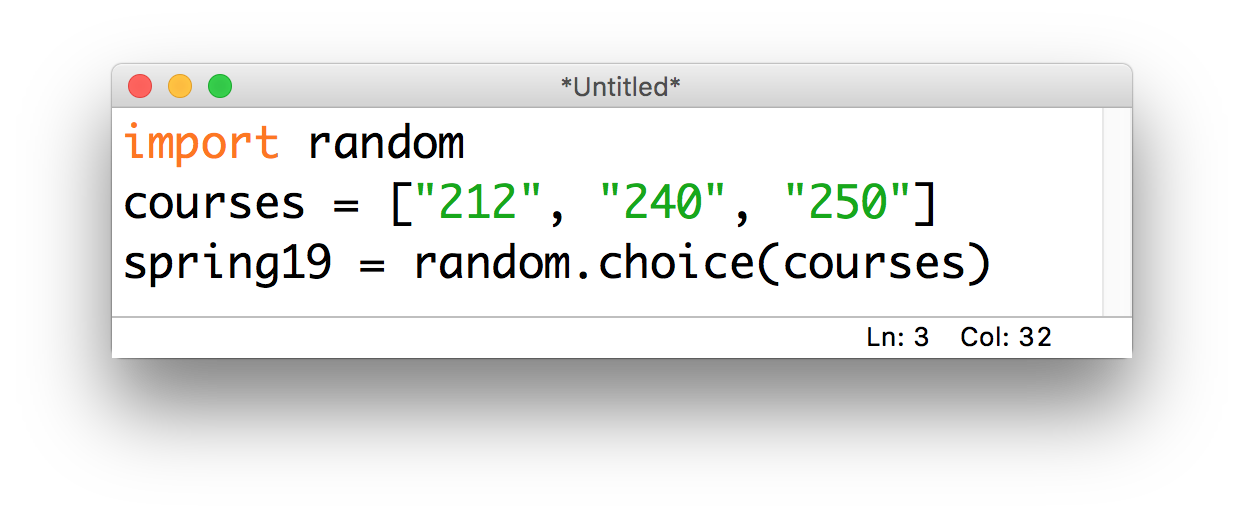 *Untitled*
import random
courses = ["212", "240", "250"]
spring19 = random.choice(courses)
Ln: 3 Col: 32